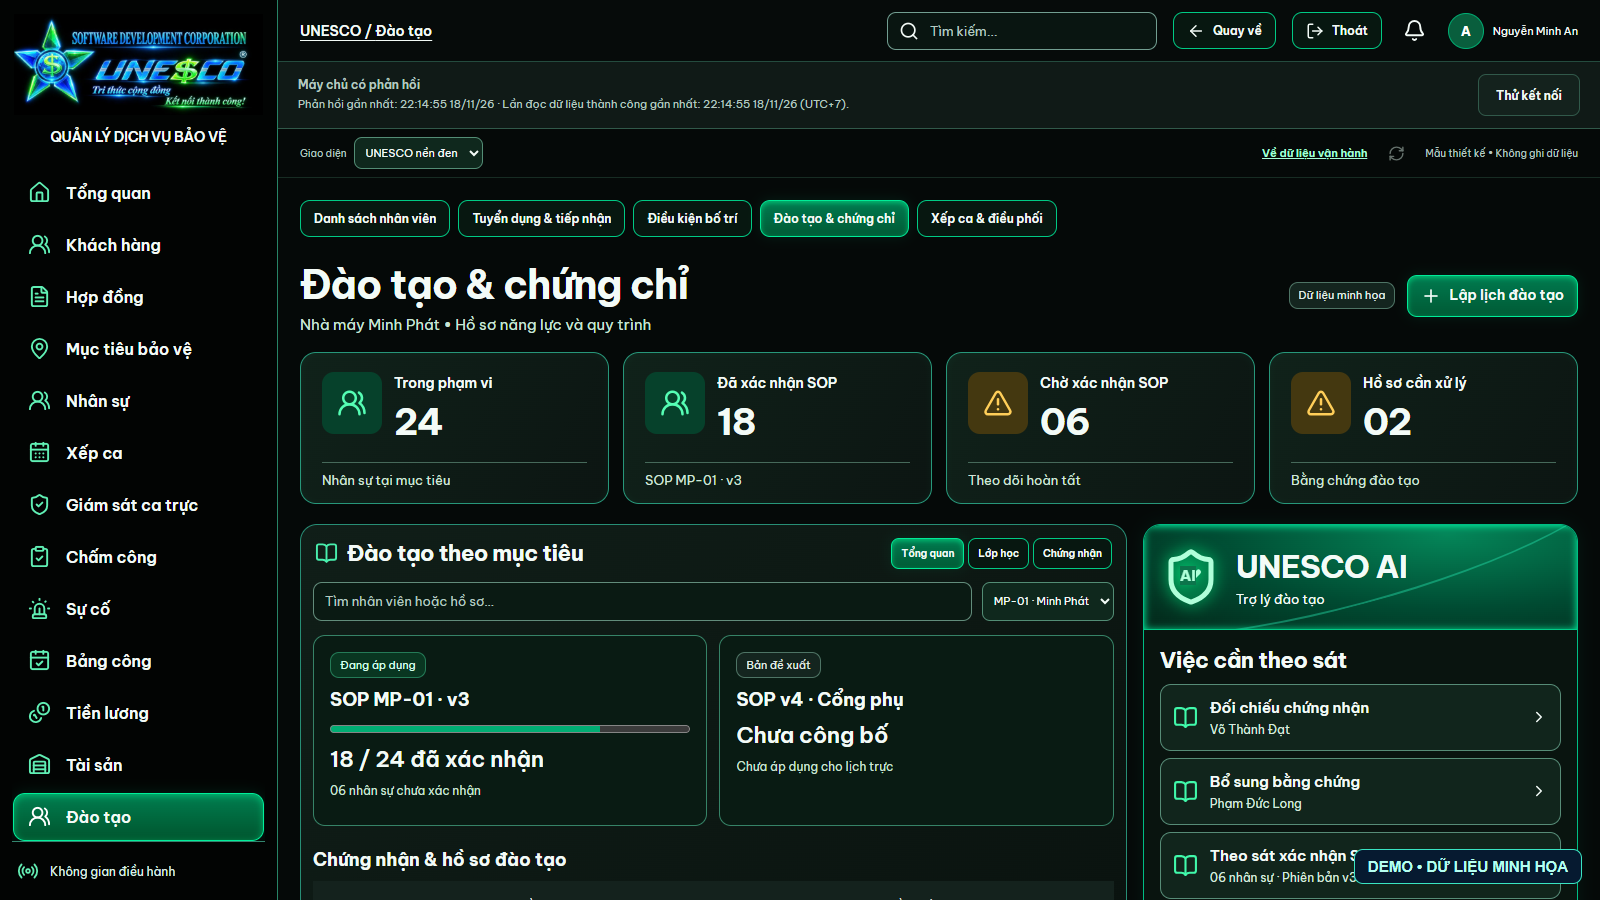 SOFTWARE DEVELOPMENT CORPORATION
UNE$CO
®
Tri thức cộng đồng
Kết nối thành công!
QUẢN LÝ DỊCH VỤ BẢO VỆ
Tổng quan
Khách hàng
Hợp đồng
Mục tiêu bảo vệ
Nhân sự
Xếp ca
Giám sát ca trực
Chấm công
Sự cố
Bảng công
Tiền lương
Tài sản
Đào tạo
Không gian điều hành
UNESCO / Đào tạo
Tìm kiếm...
Quay về
Thoát
A
Nguyễn Minh An
Máy chủ có phản hồi
Phản hồi gần nhất: 22:14:55 18/11/26 · Lần đọc dữ liệu thành công gần nhất: 22:14:55 18/11/26 (UTC+7).
Thử kết nối
Giao diện
UNESCO nền đen
Về dữ liệu vận hành
Mẫu thiết kế • Không ghi dữ liệu
Danh sách nhân viên
Tuyển dụng & tiếp nhận
Điều kiện bố trí
Đào tạo & chứng chỉ
Xếp ca & điều phối
Đào tạo & chứng chỉ
Nhà máy Minh Phát • Hồ sơ năng lực và quy trình
Dữ liệu minh họa
Lập lịch đào tạo
Trong phạm vi
24
Nhân sự tại mục tiêu
Đã xác nhận SOP
18
SOP MP-01 · v3
Chờ xác nhận SOP
06
Theo dõi hoàn tất
Hồ sơ cần xử lý
02
Bằng chứng đào tạo
Đào tạo theo mục tiêu
Tổng quan
Lớp học
Chứng nhận
Tìm nhân viên hoặc hồ sơ...
MP-01 · Minh Phát
Đang áp dụng
SOP MP-01 · v3
18 / 24 đã xác nhận
06 nhân sự chưa xác nhận
Bản đề xuất
SOP v4 · Cổng phụ
Chưa công bố
Chưa áp dụng cho lịch trực
Chứng nhận & hồ sơ đào tạo
AI
UNESCO AI
Trợ lý đào tạo
Việc cần theo sát
Đối chiếu chứng nhận
Võ Thành Đạt
Bổ sung bằng chứng
Phạm Đức Long
Theo sát xác nhận
06 nhân sự · Phiên bản v3
DEMO • DỮ LIỆU MINH HỌA